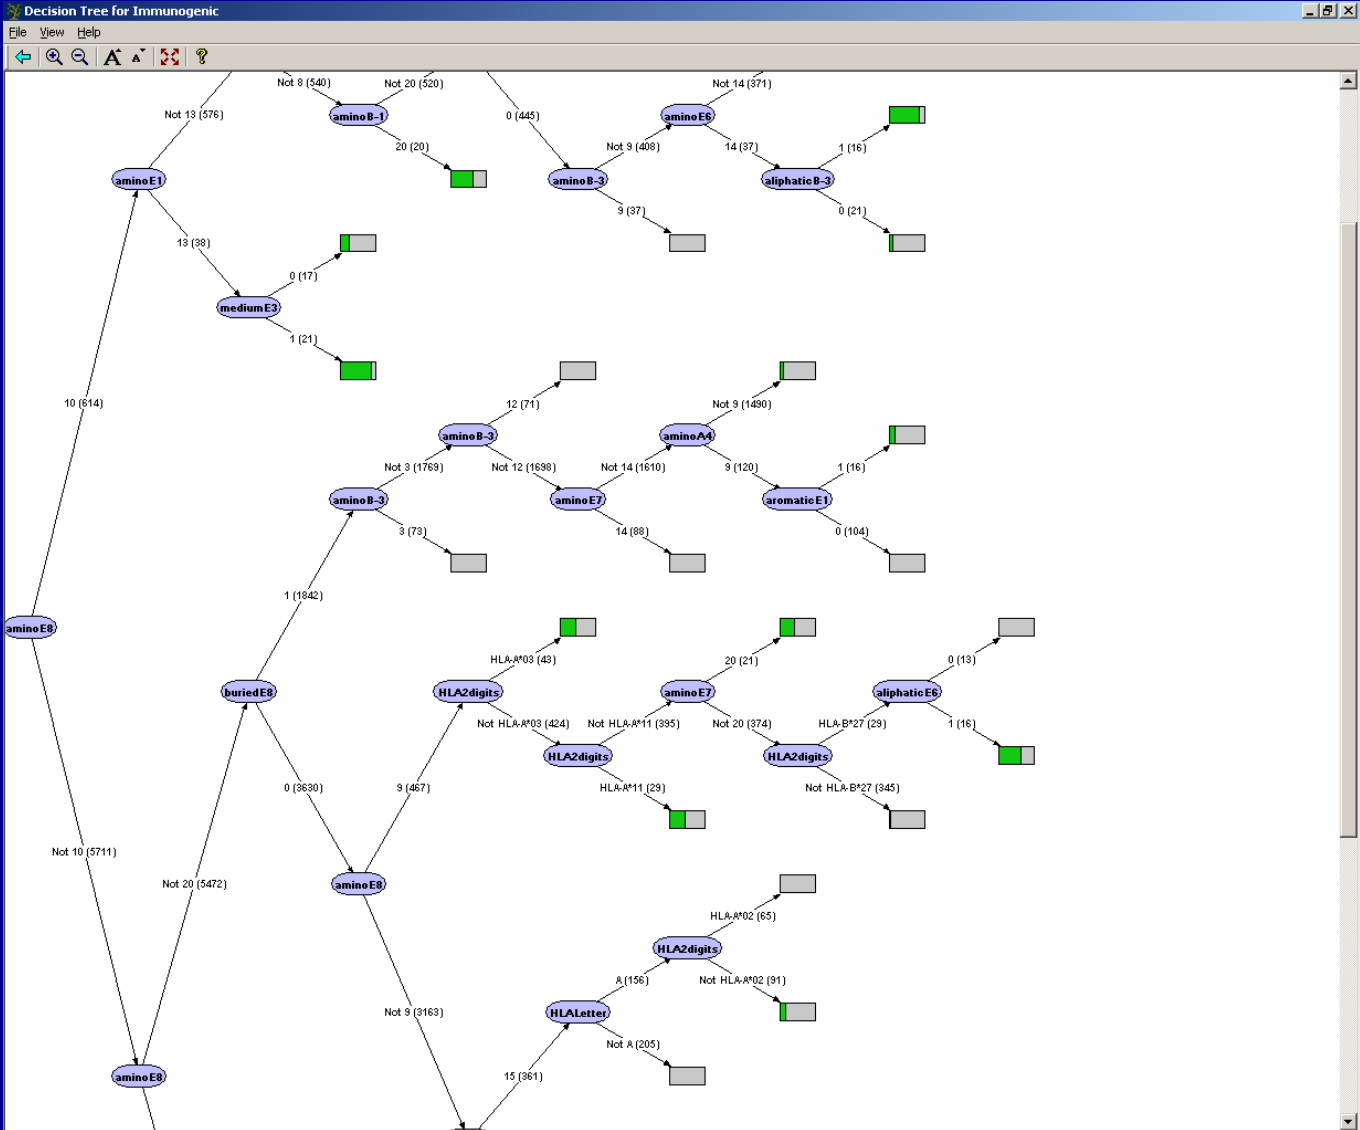 Decision Tree for Immunogenic
File View Help
Not 8 (540)
Not 20 (520)
Not 14 (371)
Not 13 (576)
aminoB-1
0 (445)
aminoE6
20 (20)
Not 9 (408)
14 (37)
1 (16)
aminoE1
aminoB-3
aliphaticB-3
9 (37)
0 (21)
13 (38)
0 (17)
mediumE3
1 (21)
10 (614)
12 (71)
Not 9 (1490)
aminoB-3
aminoA4
Not 3 (1769)
Not 12 (1698)
Not 14 (1610)
9 (120)
1 (16)
aminoB-3
aminoE7
aromaticE1
3 (73)
14 (88)
0 (104)
1 (1842)
aminoE8
HLA-A*03 (43)
20 (21)
0 (13)
buriedE8
HLA2digits
aminoE7
aliphaticE6
Not HLA-A*03 (424)
Not HLA-A*11 (395)
Not 20 (374)
HLA-B*27 (29)
1 (16)
HLA2digits
HLA2digits
0 (3630)
9 (467)
HLA-A*11 (29)
Not HLA-B*27 (345)
Not 10 (5711)
Not 20 (5472)
aminoE8
HLA-A*02 (65)
HLA2digits
A (156)
Not HLA-A*02 (91)
Not 9 (3163)
HLALetter
Not A (205)
15 (361)
aminoE8